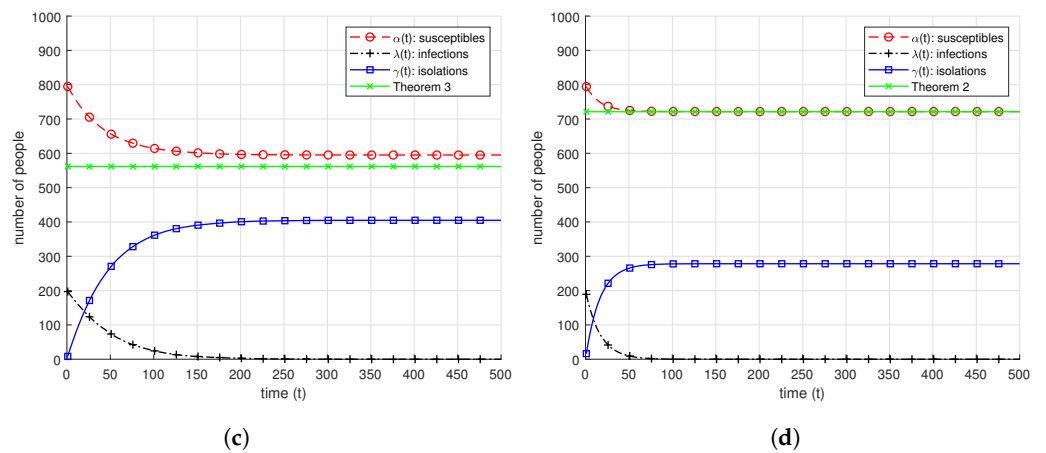 1000
900
800
700
600
500
400
300
200
100
0
number of people
0 50 100 150 200 250 300 350 400 450 500
time (t)
α(t): susceptibles
λ(t): infections
γ(t): isolations
Theorem 3
(c)
1000
900
800
700
600
500
400
300
200
100
0
number of people
0 50 100 150 200 250 300 350 400 450 500
time (t)
α(t): susceptibles
λ(t): infections
γ(t): isolations
Theorem 2
(d)